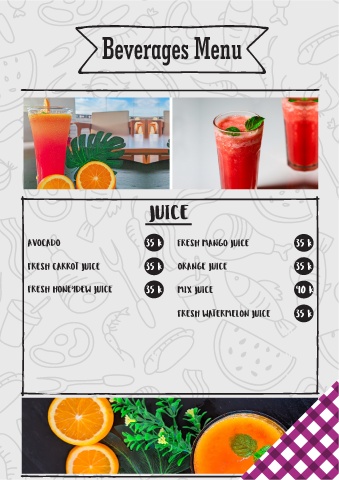 Beverages Menu
JUICE
AVOCADO 35 k
FRESH CARROT JUICE 35 k
FRESH HONEYDEW JUICE 35 k
FRESH MANGO JUICE 35 k
ORANGE JUICE 35 k
MIX JUICE 40 k
FRESH WATERMELON JUICE 35 k